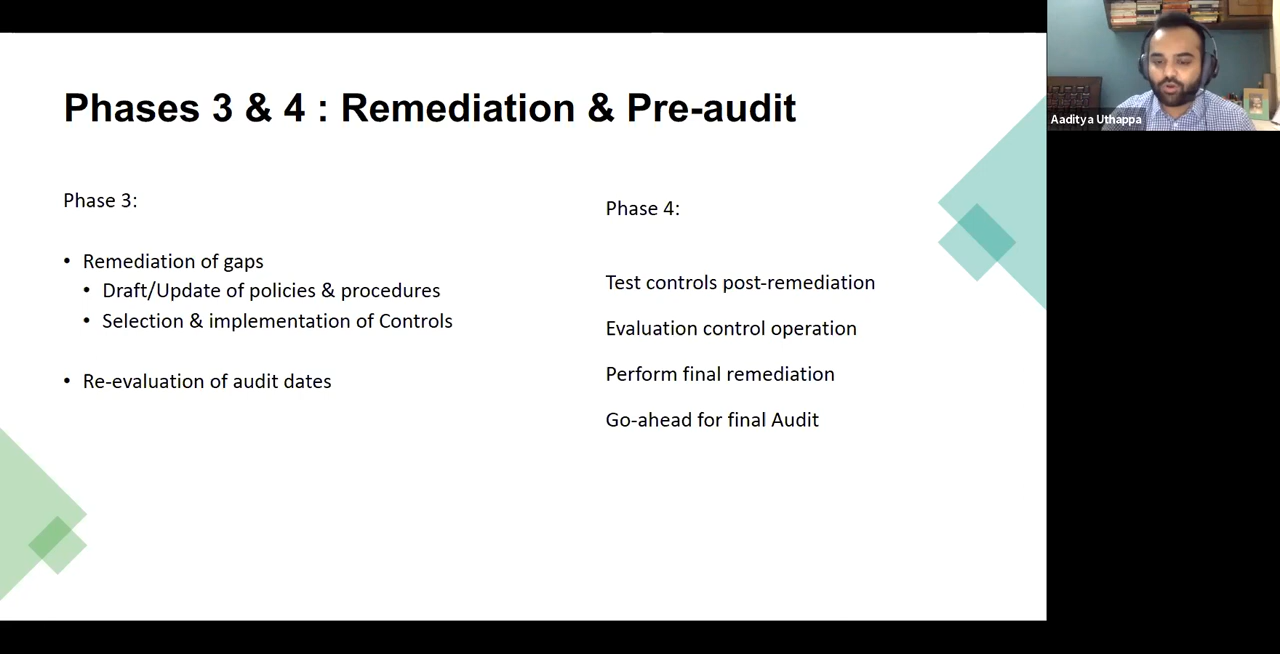 Phases 3 & 4 : Remediation & Pre-audit
Phase 3:
• Remediation of gaps
• Draft/Update of policies & procedures
• Selection & implementation of Controls
• Re-evaluation of audit dates
Phase 4:
Test controls post-remediation
Evaluation control operation
Perform final remediation
Go-ahead for final Audit
Aaditya Uthappa